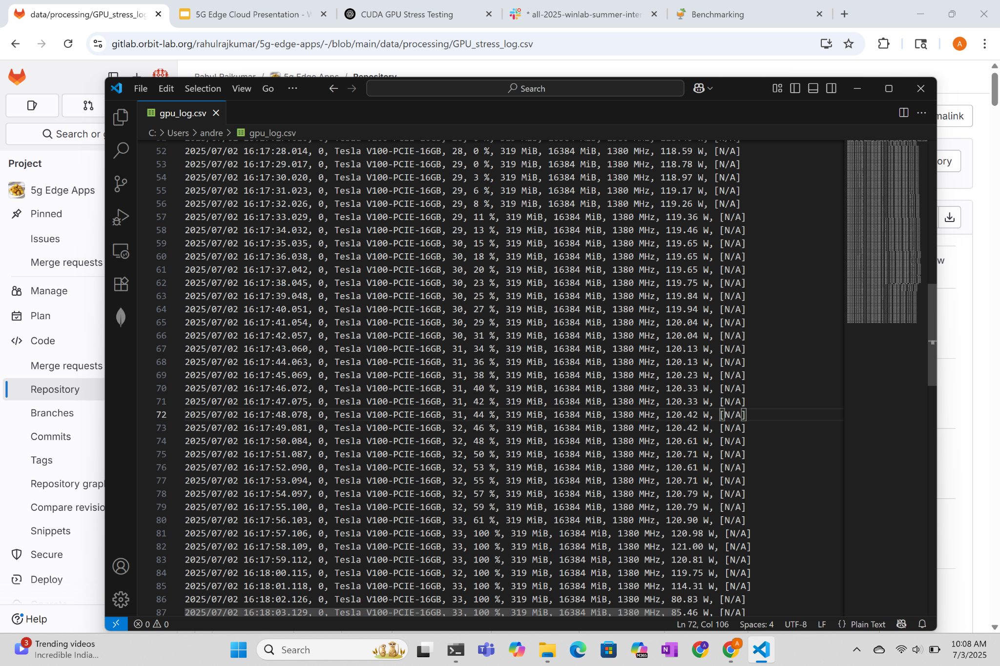 data/processing/GPU_stress_log
5G Edge Cloud Presentation - W
CUDA GPU Stress Testing
* all-2025-winlab-summer-inter
Benchmarking
gitlab.orbit-lab.org/rahulrajkumar/5g-edge-apps/-/blob/main/data/processing/GPU_stress_log.csv
A
Rahul Rajkumar / 5g Edge Apps / Repository
File Edit Selection View Go ... Search
gpu_log.csv
malink
Search or g
C: > Users > andre > gpu_log.csv
ory
w
Project
5g Edge Apps
Pinned
Issues
Merge requests
Manage
Plan
Code
Merge requests
Repository
Branches
Commits
Tags
Repository grap
Compare revisio
Snippets
Secure
Deploy
Help
52 2025/07/02 16:17:28.014, 0, Tesla V100-PCIE-16GB, 28, 0 %, 319 MiB, 16384 MiB, 1380 MHz, 118.59 W, [N/A]
53 2025/07/02 16:17:29.017, 0, Tesla V100-PCIE-16GB, 29, 0 %, 319 MiB, 16384 MiB, 1380 MHz, 118.78 W, [N/A]
54 2025/07/02 16:17:30.020, 0, Tesla V100-PCIE-16GB, 29, 3 %, 319 MiB, 16384 MiB, 1380 MHz, 118.97 W, [N/A]
55 2025/07/02 16:17:31.023, 0, Tesla V100-PCIE-16GB, 29, 6 %, 319 MiB, 16384 MiB, 1380 MHz, 119.17 W, [N/A]
56 2025/07/02 16:17:32.026, 0, Tesla V100-PCIE-16GB, 29, 8 %, 319 MiB, 16384 MiB, 1380 MHz, 119.26 W, [N/A]
57 2025/07/02 16:17:33.029, 0, Tesla V100-PCIE-16GB, 29, 11 %, 319 MiB, 16384 MiB, 1380 MHz, 119.36 W, [N/A]
58 2025/07/02 16:17:34.032, 0, Tesla V100-PCIE-16GB, 29, 13 %, 319 MiB, 16384 MiB, 1380 MHz, 119.46 W, [N/A]
59 2025/07/02 16:17:35.035, 0, Tesla V100-PCIE-16GB, 30, 15 %, 319 MiB, 16384 MiB, 1380 MHz, 119.65 W, [N/A]
60 2025/07/02 16:17:36.038, 0, Tesla V100-PCIE-16GB, 30, 18 %, 319 MiB, 16384 MiB, 1380 MHz, 119.65 W, [N/A]
61 2025/07/02 16:17:37.042, 0, Tesla V100-PCIE-16GB, 30, 20 %, 319 MiB, 16384 MiB, 1380 MHz, 119.65 W, [N/A]
62 2025/07/02 16:17:38.045, 0, Tesla V100-PCIE-16GB, 30, 23 %, 319 MiB, 16384 MiB, 1380 MHz, 119.75 W, [N/A]
63 2025/07/02 16:17:39.048, 0, Tesla V100-PCIE-16GB, 30, 25 %, 319 MiB, 16384 MiB, 1380 MHz, 119.84 W, [N/A]
64 2025/07/02 16:17:40.051, 0, Tesla V100-PCIE-16GB, 30, 27 %, 319 MiB, 16384 MiB, 1380 MHz, 119.94 W, [N/A]
65 2025/07/02 16:17:41.054, 0, Tesla V100-PCIE-16GB, 30, 29 %, 319 MiB, 16384 MiB, 1380 MHz, 120.04 W, [N/A]
66 2025/07/02 16:17:42.057, 0, Tesla V100-PCIE-16GB, 30, 31 %, 319 MiB, 16384 MiB, 1380 MHz, 120.04 W, [N/A]
67 2025/07/02 16:17:43.060, 0, Tesla V100-PCIE-16GB, 31, 34 %, 319 MiB, 16384 MiB, 1380 MHz, 120.13 W, [N/A]
68 2025/07/02 16:17:44.063, 0, Tesla V100-PCIE-16GB, 31, 36 %, 319 MiB, 16384 MiB, 1380 MHz, 120.13 W, [N/A]
69 2025/07/02 16:17:45.069, 0, Tesla V100-PCIE-16GB, 31, 38 %, 319 MiB, 16384 MiB, 1380 MHz, 120.23 W, [N/A]
70 2025/07/02 16:17:46.072, 0, Tesla V100-PCIE-16GB, 31, 40 %, 319 MiB, 16384 MiB, 1380 MHz, 120.33 W, [N/A]
71 2025/07/02 16:17:47.075, 0, Tesla V100-PCIE-16GB, 31, 42 %, 319 MiB, 16384 MiB, 1380 MHz, 120.33 W, [N/A]
72 2025/07/02 16:17:48.078, 0, Tesla V100-PCIE-16GB, 31, 44 %, 319 MiB, 16384 MiB, 1380 MHz, 120.42 W, [N/A]
73 2025/07/02 16:17:49.081, 0, Tesla V100-PCIE-16GB, 32, 46 %, 319 MiB, 16384 MiB, 1380 MHz, 120.42 W, [N/A]
74 2025/07/02 16:17:50.084, 0, Tesla V100-PCIE-16GB, 32, 48 %, 319 MiB, 16384 MiB, 1380 MHz, 120.61 W, [N/A]
75 2025/07/02 16:17:51.087, 0, Tesla V100-PCIE-16GB, 32, 50 %, 319 MiB, 16384 MiB, 1380 MHz, 120.71 W, [N/A]
76 2025/07/02 16:17:52.090, 0, Tesla V100-PCIE-16GB, 32, 53 %, 319 MiB, 16384 MiB, 1380 MHz, 120.61 W, [N/A]
77 2025/07/02 16:17:53.094, 0, Tesla V100-PCIE-16GB, 32, 55 %, 319 MiB, 16384 MiB, 1380 MHz, 120.71 W, [N/A]
78 2025/07/02 16:17:54.097, 0, Tesla V100-PCIE-16GB, 32, 57 %, 319 MiB, 16384 MiB, 1380 MHz, 120.79 W, [N/A]
79 2025/07/02 16:17:55.100, 0, Tesla V100-PCIE-16GB, 32, 59 %, 319 MiB, 16384 MiB, 1380 MHz, 120.79 W, [N/A]
80 2025/07/02 16:17:56.103, 0, Tesla V100-PCIE-16GB, 33, 61 %, 319 MiB, 16384 MiB, 1380 MHz, 120.90 W, [N/A]
81 2025/07/02 16:17:57.106, 0, Tesla V100-PCIE-16GB, 33, 100 %, 319 MiB, 16384 MiB, 1380 MHz, 120.98 W, [N/A]
82 2025/07/02 16:17:58.109, 0, Tesla V100-PCIE-16GB, 33, 100 %, 319 MiB, 16384 MiB, 1380 MHz, 121.00 W, [N/A]
83 2025/07/02 16:17:59.112, 0, Tesla V100-PCIE-16GB, 33, 100 %, 319 MiB, 16384 MiB, 1380 MHz, 120.81 W, [N/A]
84 2025/07/02 16:18:00.115, 0, Tesla V100-PCIE-16GB, 32, 100 %, 319 MiB, 16384 MiB, 1380 MHz, 119.75 W, [N/A]
85 2025/07/02 16:18:01.118, 0, Tesla V100-PCIE-16GB, 33, 100 %, 319 MiB, 16384 MiB, 1380 MHz, 114.31 W, [N/A]
86 2025/07/02 16:18:02.126, 0, Tesla V100-PCIE-16GB, 33, 100 %, 319 MiB, 16384 MiB, 1380 MHz, 80.83 W, [N/A]
87 2025/07/02 16:18:03.129, 0, Tesla V100-PCIE-16GB, 33, 100 %, 319 MiB, 16384 MiB, 1380 MHz, 85.46 W, [N/A]
0 0
Ln 72, Col 106 Spaces: 4 UTF-8 LF {} Plain Text
3
Trending videos
Incredible India...
Search
M365
10:08 AM
7/3/2025